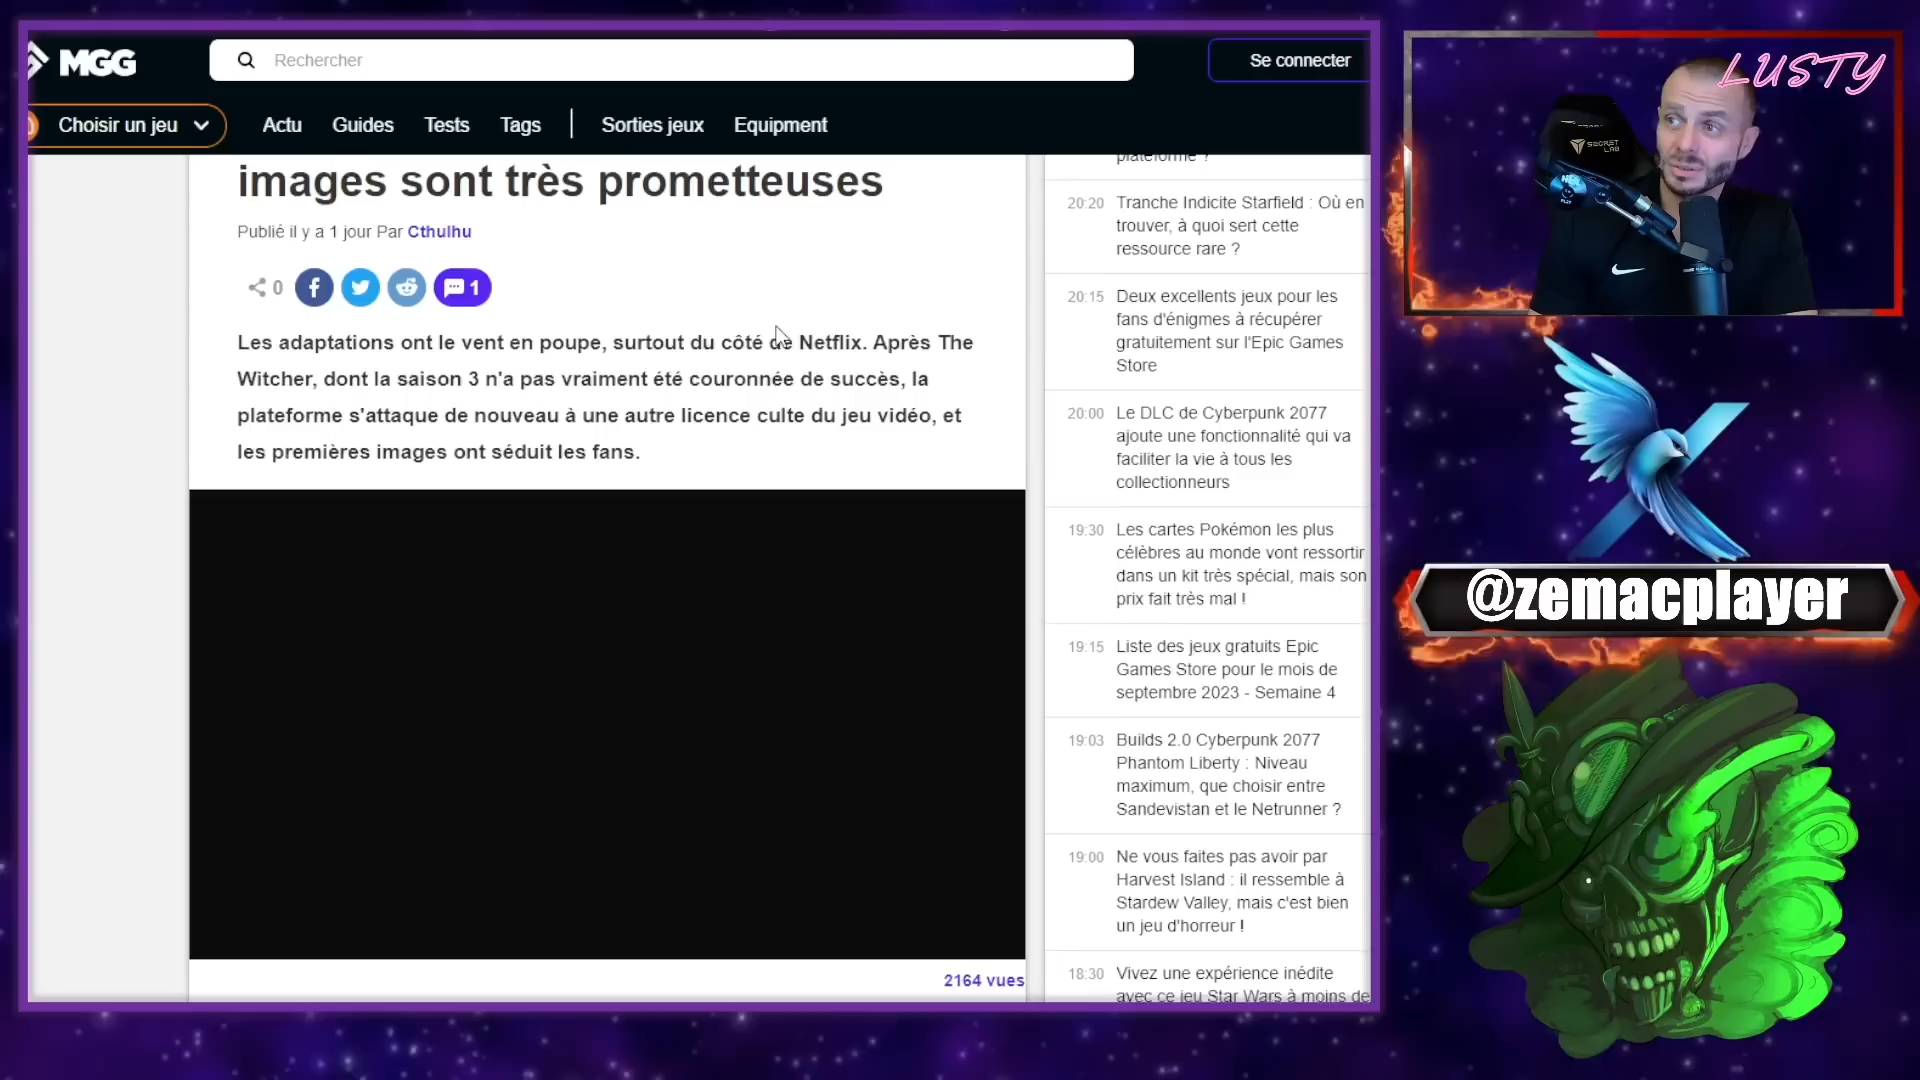 MGG
Rechercher
Se connecter
Choisir un jeu
Actu
Guides
Tests
Tags
Sorties jeux
Equipment
images sont très prometteuses
Publié il y a 1 jour Par Cthulhu
0
1
Les adaptations ont le vent en poupe, surtout du côté de Netflix. Après The
Witcher, dont la saison 3 n'a pas vraiment été couronnée de succès, la
plateforme s'attaque de nouveau à une autre licence culte du jeu vidéo, et
les premières images ont séduit les fans.
2164 vues
plateforme ?
20:20 Tranche Indicite Starfield : Où en
trouver, à quoi sert cette
ressource rare ?
20:15 Deux excellents jeux pour les
fans d'énigmes à récupérer
gratuitement sur l'Epic Games
Store
20:00 Le DLC de Cyberpunk 2077
ajoute une fonctionnalité qui va
faciliter la vie à tous les
collectionneurs
19:30 Les cartes Pokémon les plus
célèbres au monde vont ressortir
dans un kit très spécial, mais son
prix fait très mal !
19:15 Liste des jeux gratuits Epic
Games Store pour le mois de
septembre 2023 - Semaine 4
19:03 Builds 2.0 Cyberpunk 2077
Phantom Liberty : Niveau
maximum, que choisir entre
Sandevistan et le Netrunner ?
19:00 Ne vous faites pas avoir par
Harvest Island : il ressemble à
Stardew Valley, mais c'est bien
un jeu d'horreur !
18:30 Vivez une expérience inédite
avec ce jeu Star Wars à moins de
LUSTY
SECRET
LAB
@zemacplayer